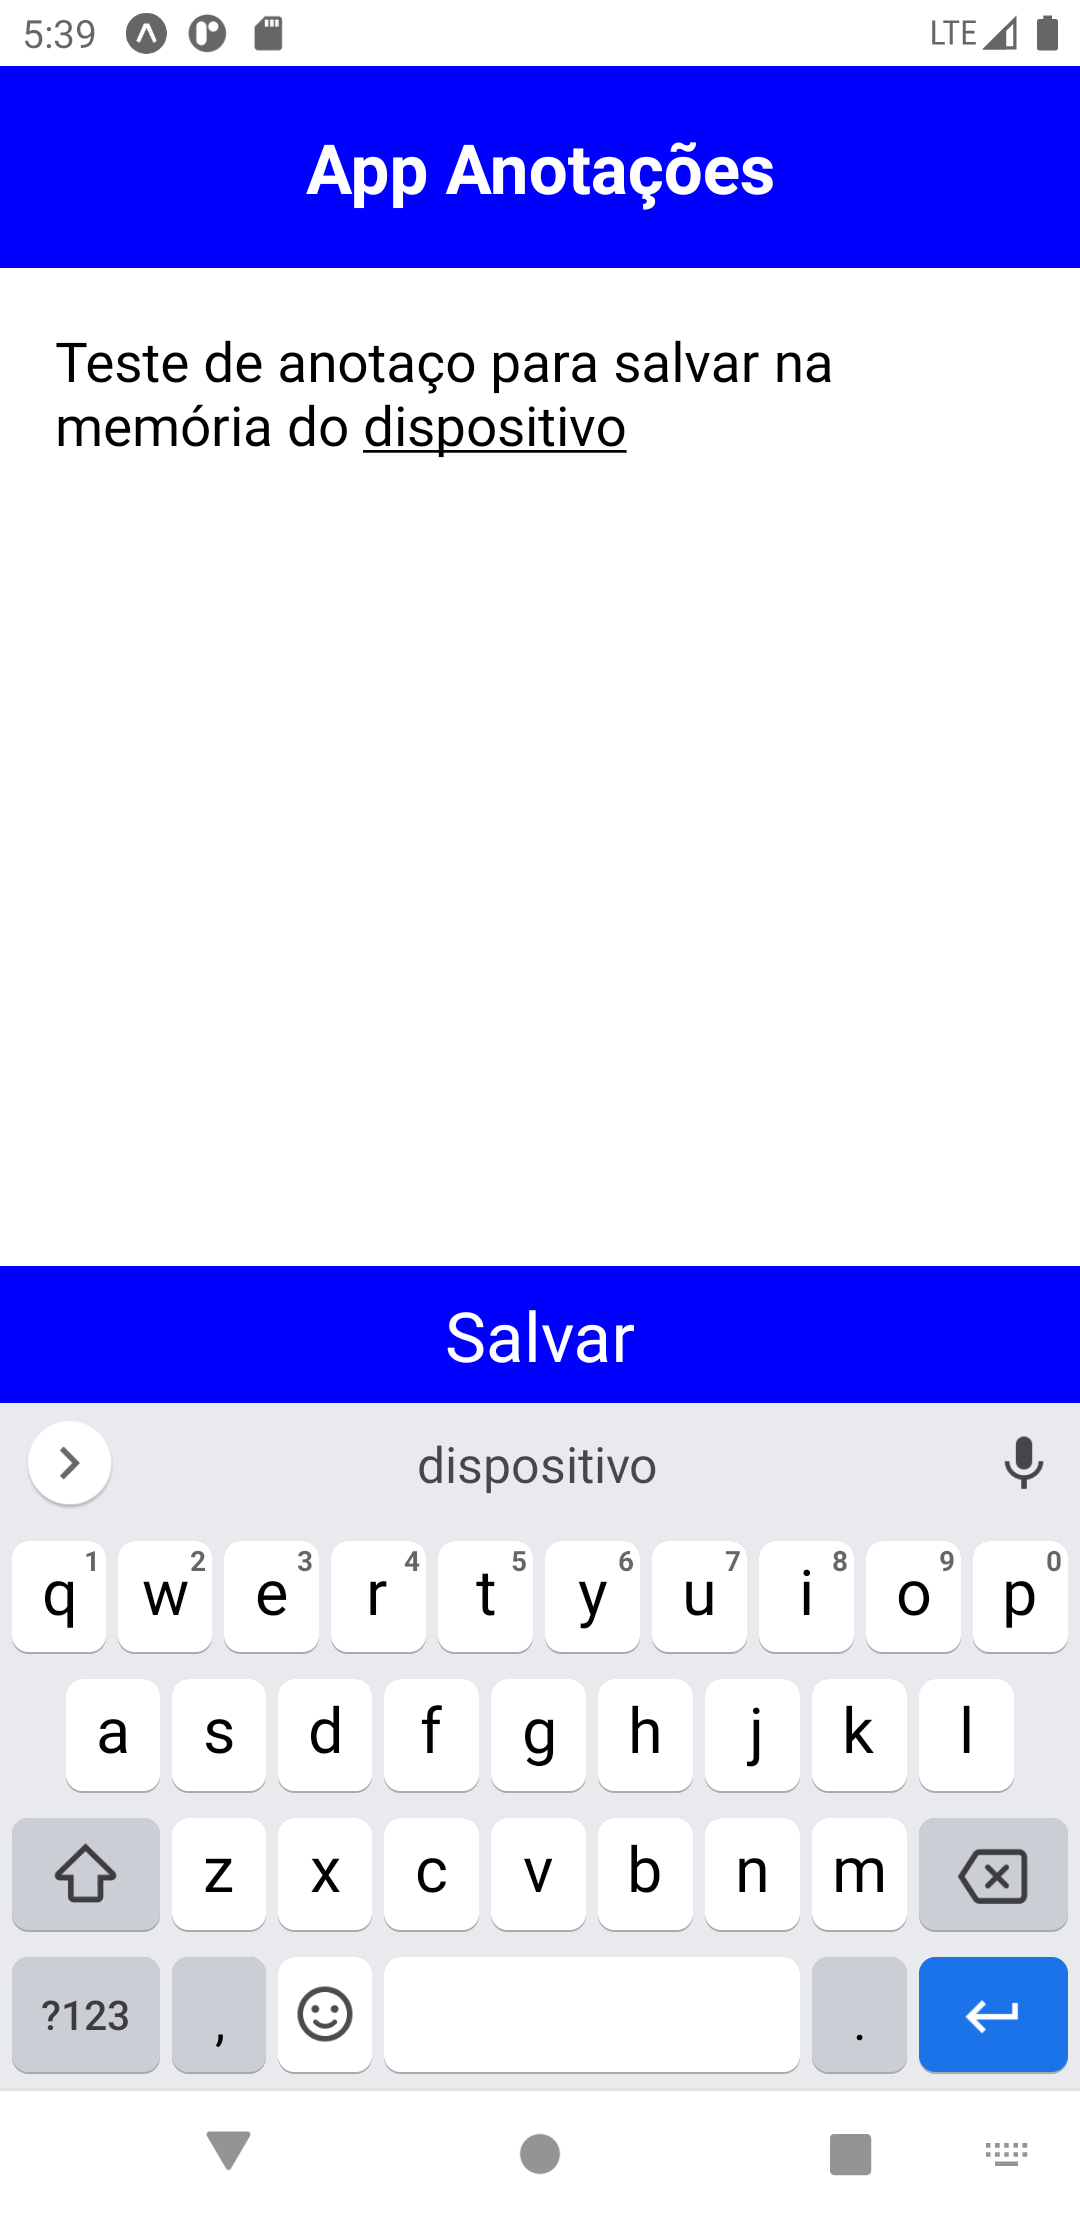 5:39 LTE
App Anotações
Teste de anotaço para salvar na
memória do dispositivo
Salvar
dispositivo
q 1 w 2 e 3 r 4 t 5 y 6 u 7 i 8 o 9 p 0
a s d f g h j k l
z x c v b n m
?123 , .